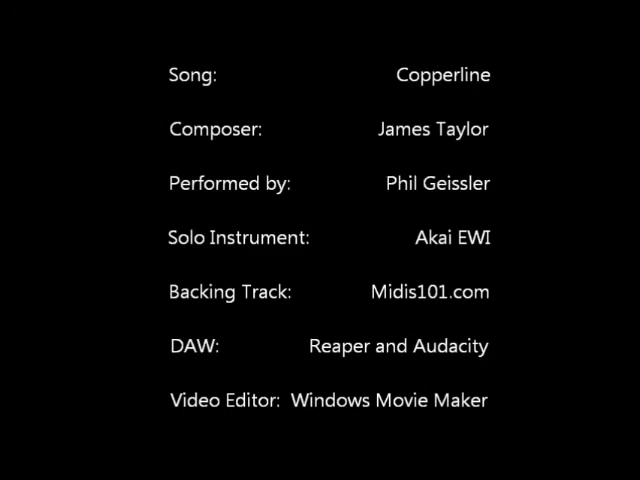 Song: Copperline
Composer: James Taylor
Performed by: Phil Geissler
Solo Instrument: Akai EWI
Backing Track: Midis101.com
DAW: Reaper and Audacity
Video Editor: Windows Movie Maker